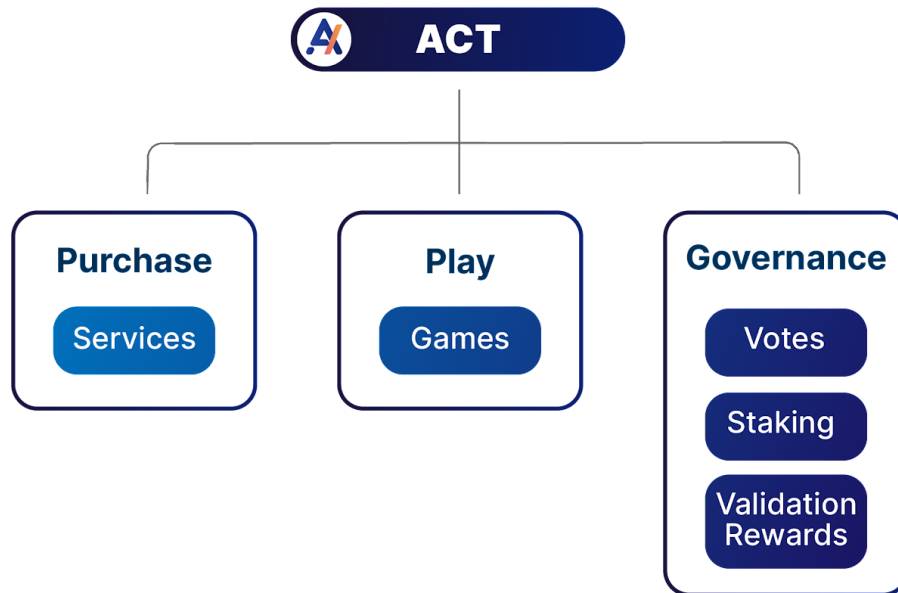 ACT
Purchase
Services
Play
Games
Governance
Votes
Staking
Validation
Rewards